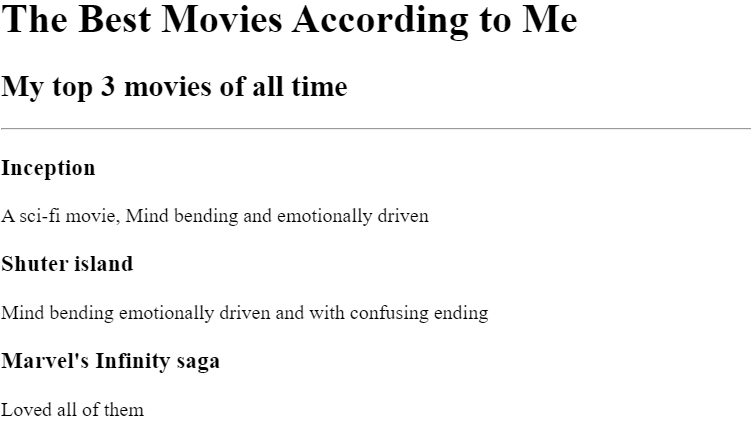 The Best Movies According to Me
My top 3 movies of all time
Inception
A sci-fi movie, Mind bending and emotionally driven
Shuter island
Mind bending emotionally driven and with confusing ending
Marvel's Infinity saga
Loved all of them